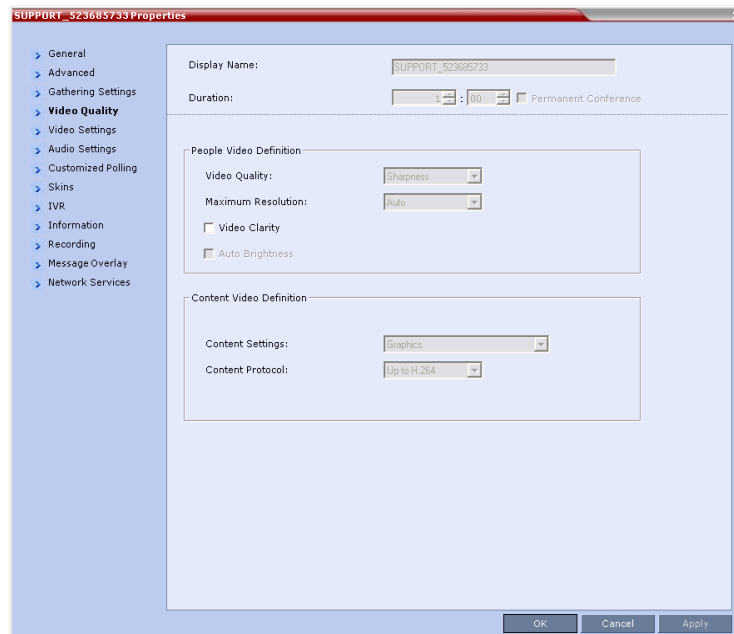 SUPPORT_523685733 Properties
General
Advanced
Gathering Settings
Video Quality
Video Settings
Audio Settings
Customized Polling
Skins
IVR
Information
Recording
Message Overlay
Network Services
Display Name: SUPPORT_523685733
Duration: 1 : 00 Permanent Conference
People Video Definition
Video Quality: Sharpness
Maximum Resolution: Auto
Video Clarity
Auto Brightness
Content Video Definition
Content Settings: Graphics
Content Protocol: Up to H.264
OK Cancel Apply